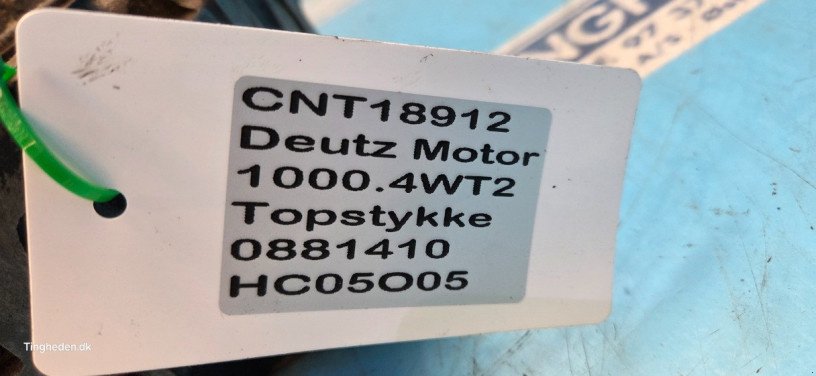 CNT18912
Deutz Motor
1000.4WT2
Topstykke
0881410
HC05O05
Tingheden.dk